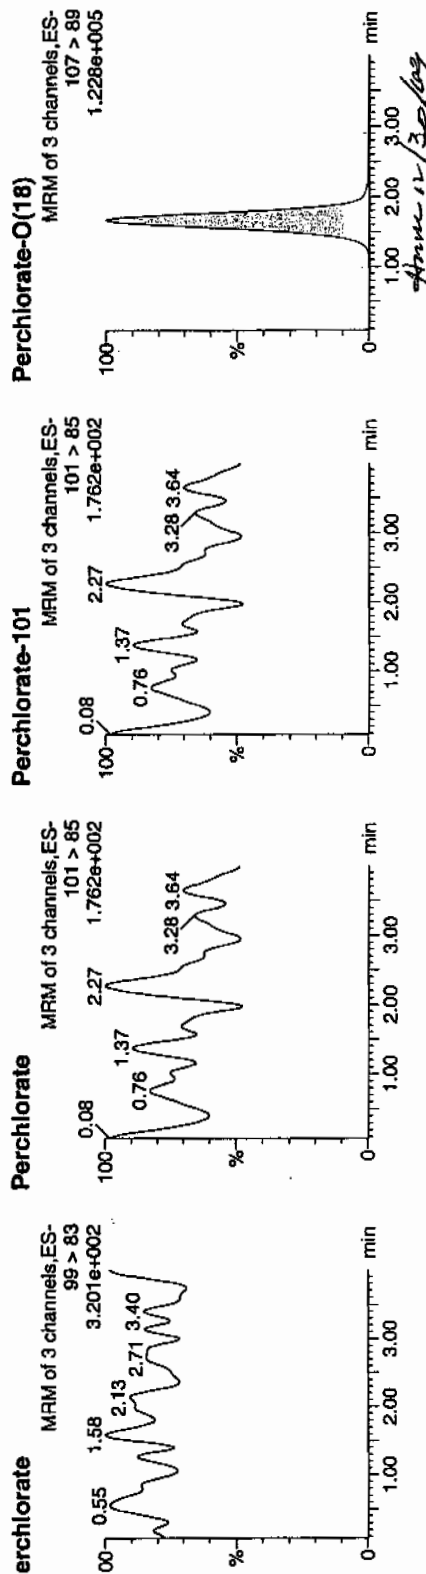 erchlorate
MRM of 3 channels,ES-
99 > 83
3.201e+002
00
0.55
1.58
2.13
2.71
3.40
%
1.00
2.00
3.00
min
Perchlorate
MRM of 3 channels,ES-
101 > 85
1.762e+002
100
0.08
0.76
1.37
2.27
3.28
3.64
%
0
1.00
2.00
3.00
min
Perchlorate-101
MRM of 3 channels,ES-
101 > 85
1.762e+002
100
0.08
0.76
1.37
2.27
3.28
3.64
%
0
1.00
2.00
3.00
min
Perchlorate-O(18)
MRM of 3 channels,ES-
107 > 89
1.228e+005
100
%
0
1.00
2.00
3.00
min
12/30/09